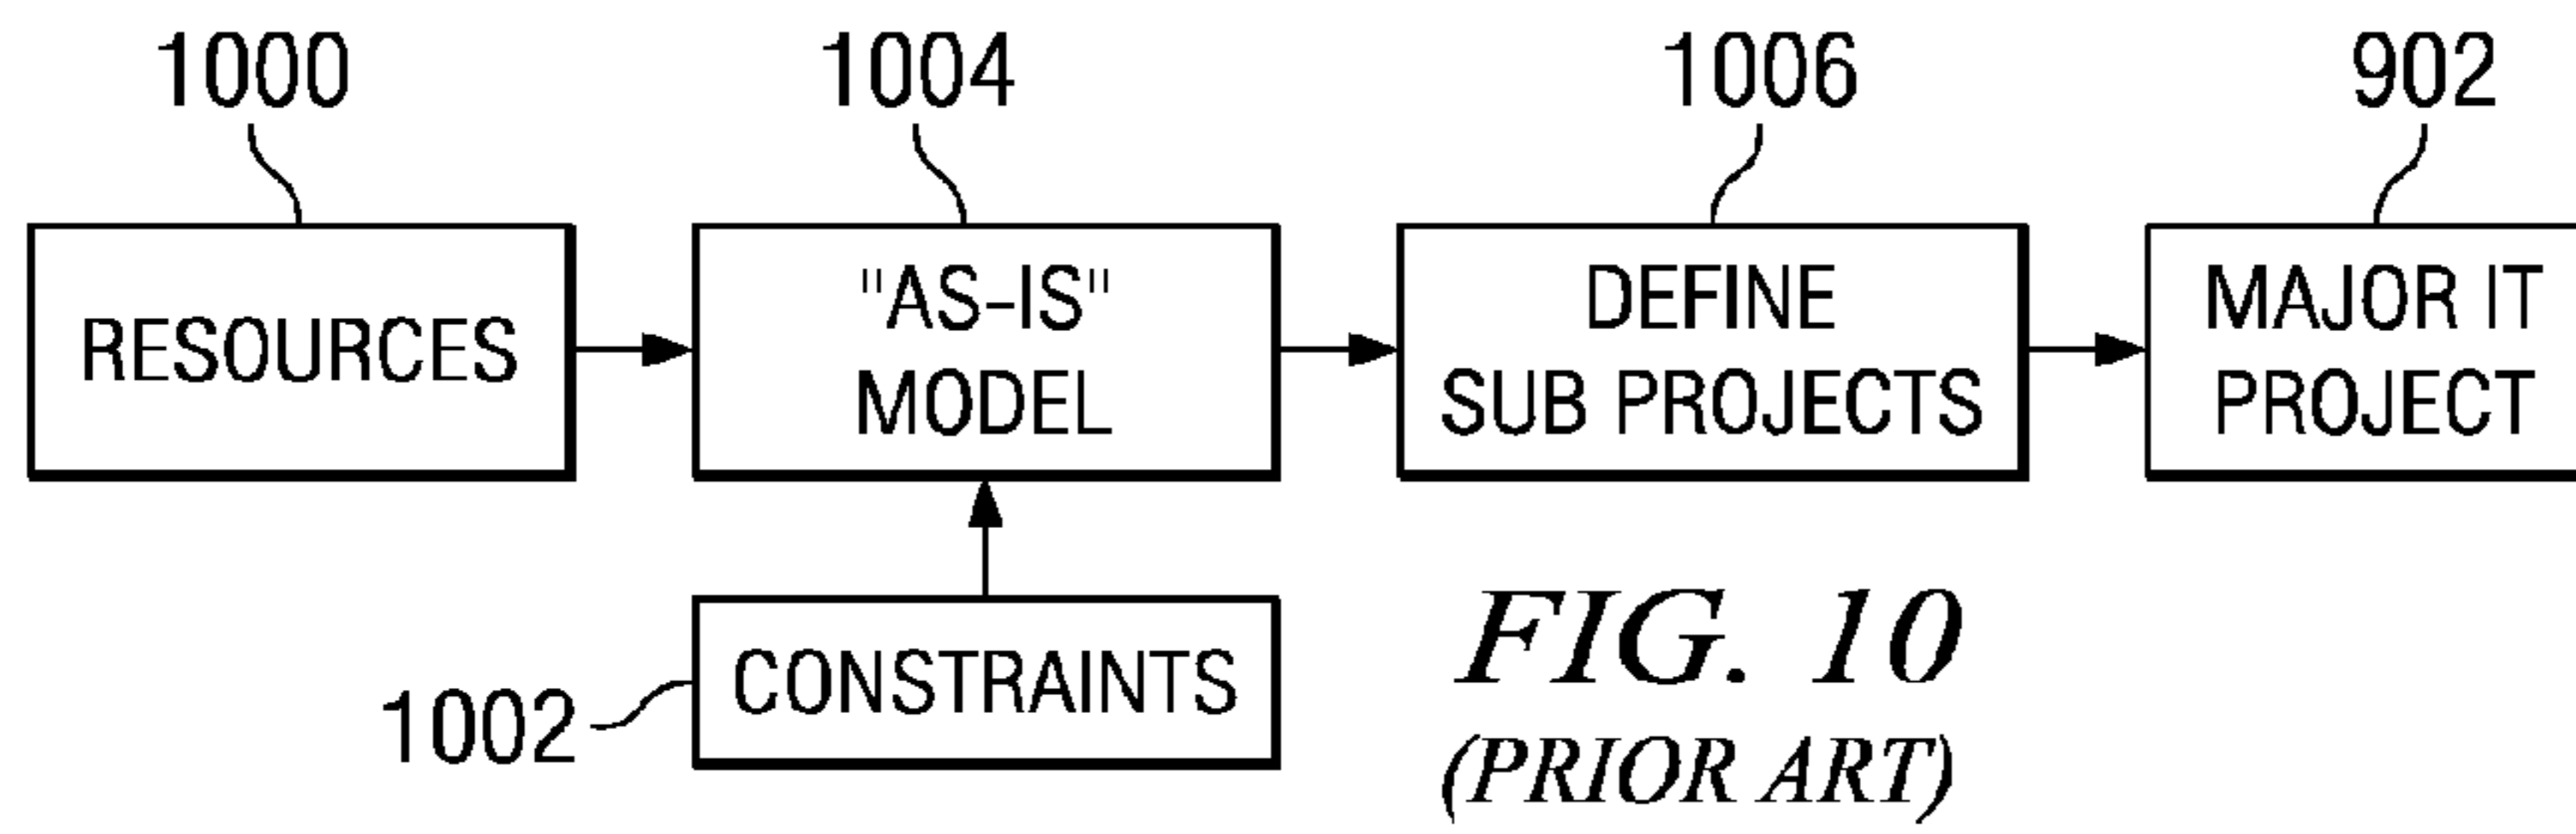 1000
1004
1006
902
RESOURCES
"AS-IS"
MODEL
DEFINE
SUB PROJECTS
MAJOR IT
PROJECT
1002
CONSTRAINTS
FIG. 10
(PRIOR ART)